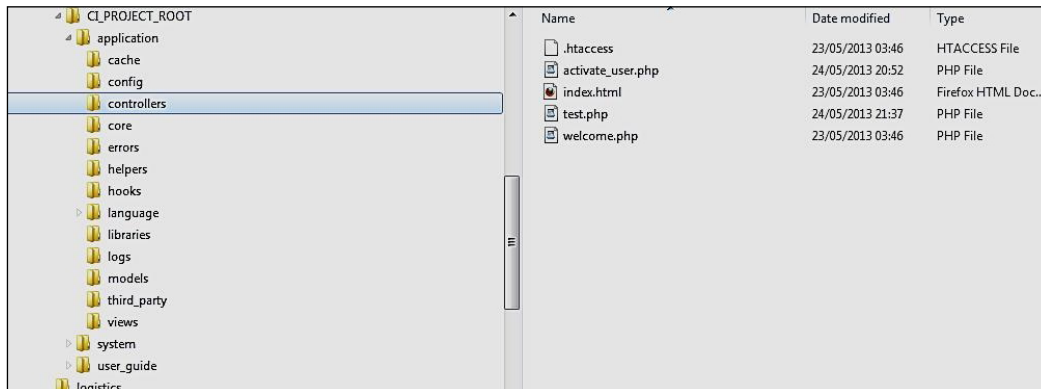 CI_PROJECT_ROOT
application
cache
config
controllers
core
errors
helpers
hooks
language
libraries
logs
models
third_party
views
system
user_guide
logistics
Name Date modified Type
.htaccess 23/05/2013 03:46 HTACCESS File
activate_user.php 24/05/2013 20:52 PHP File
index.html 23/05/2013 03:46 Firefox HTML Doc...
test.php 24/05/2013 21:37 PHP File
welcome.php 23/05/2013 03:46 PHP File